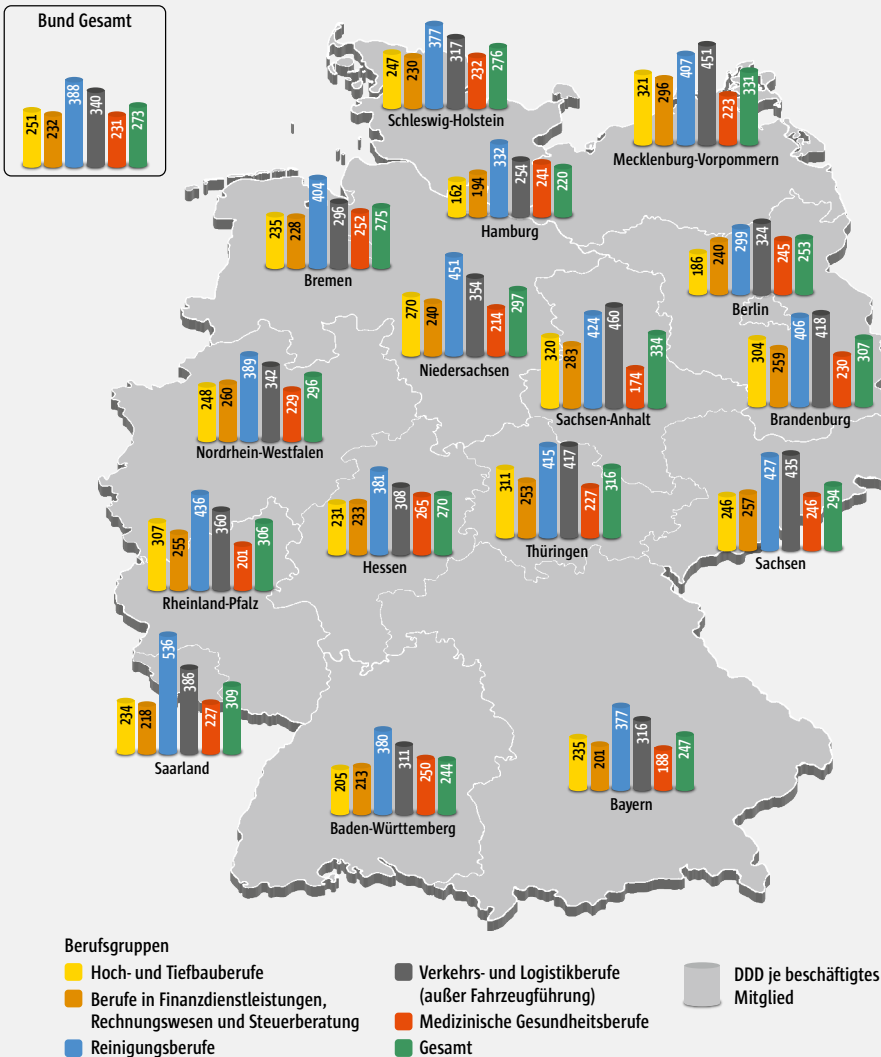 Bund Gesamt
251 232 388 340 231 273
247 230 377 317 232 276
Schleswig-Holstein
321 296 407 451 223 331
Mecklenburg-Vorpommern
162 194 332 254 241 220
Hamburg
235 228 404 296 252 275
Bremen
186 240 299 324 245 253
Berlin
270 240 451 354 214 297
Niedersachsen
320 283 424 460 174 334
Sachsen-Anhalt
304 259 406 418 230 307
Brandenburg
248 260 389 342 229 296
Nordrhein-Westfalen
231 233 381 308 265 270
Hessen
311 253 415 417 227 316
Thüringen
246 257 427 435 246 294
Sachsen
307 255 436 360 201 306
Rheinland-Pfalz
234 218 536 386 227 309
Saarland
205 213 380 311 250 244
Baden-Württemberg
235 201 377 316 188 247
Bayern
Berufsgruppen
Hoch- und Tiefbauberufe
Berufe in Finanzdienstleistungen,
Rechnungswesen und Steuerberatung
Reinigungsberufe
Verkehrs- und Logistikberufe
(außer Fahrzeugführung)
Medizinische Gesundheitsberufe
Gesamt
DDD je beschäftigtes
Mitglied